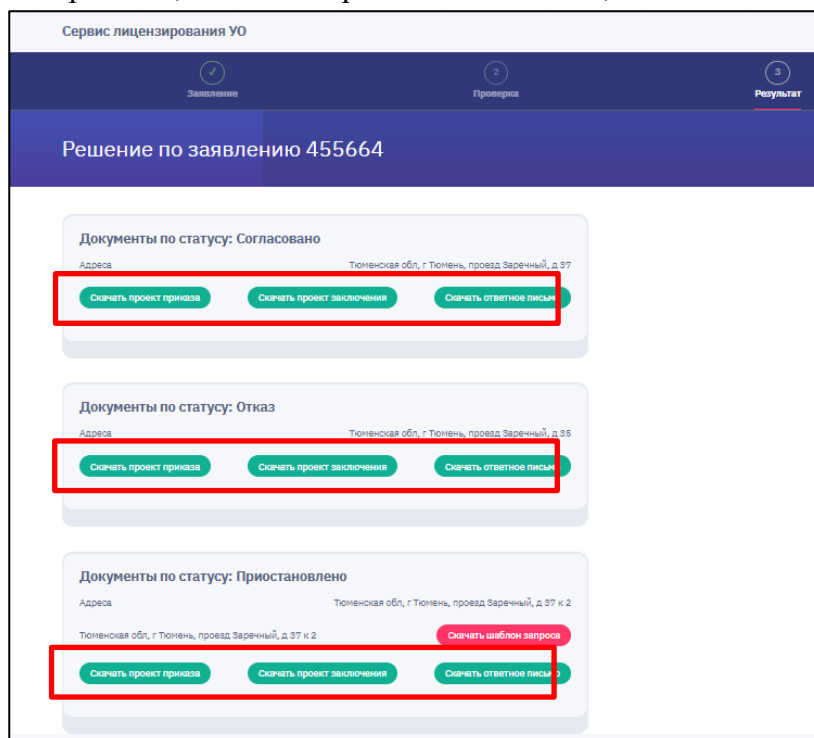 Сервис лицензирования УО
Заявление
2
Проверка
3
Результат
Решение по заявлению 455664
Документы по статусу: Согласовано
Адреса Тюменская обл, г Тюмень, проезд Заречный, д 37
Скачать проект приказа Скачать проект заключения Скачать ответное письмо
Документы по статусу: Отказ
Адреса Тюменская обл, г Тюмень, проезд Заречный, д 35
Скачать проект приказа Скачать проект заключения Скачать ответное письмо
Документы по статусу: Приостановлено
Адреса Тюменская обл, г Тюмень, проезд Заречный, д 37 к 2
Тюменская обл, г Тюмень, проезд Заречный, д 37 к 2 Скачать шаблон запроса
Скачать проект приказа Скачать проект заключения Скачать ответное письмо